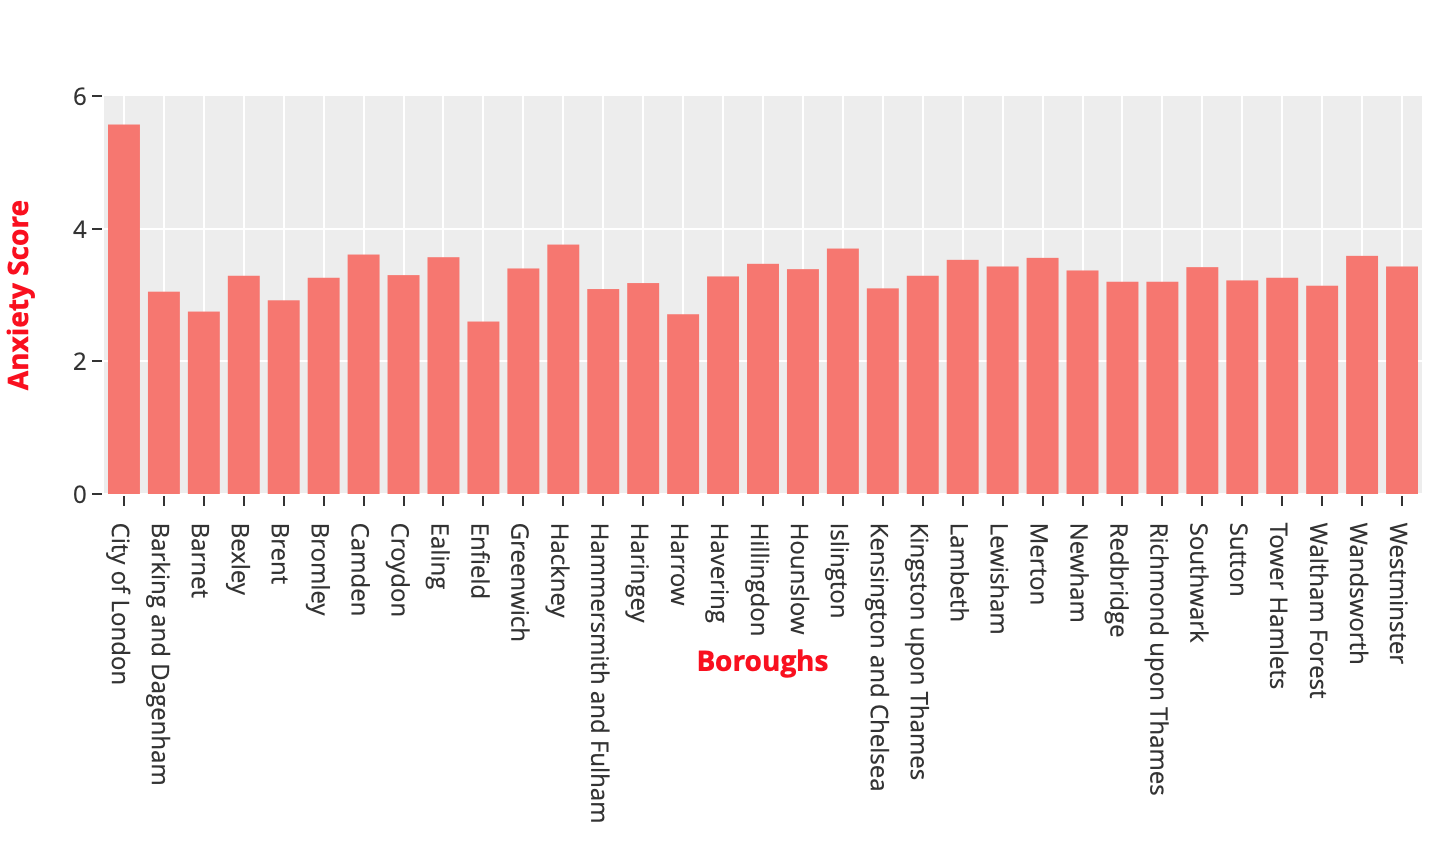 6
4
2
0
Anxiety Score
City of London
Barking and Dagenham
Barnet
Bexley
Brent
Bromley
Camden
Croydon
Ealing
Enfield
Greenwich
Hackney
Hammersmith and Fulham
Haringey
Harrow
Havering
Hillingdon
Hounslow
Islington
Kensington and Chelsea
Kingston upon Thames
Lambeth
Lewisham
Merton
Newham
Redbridge
Richmond upon Thames
Southwark
Sutton
Tower Hamlets
Waltham Forest
Wandsworth
Westminster
Boroughs